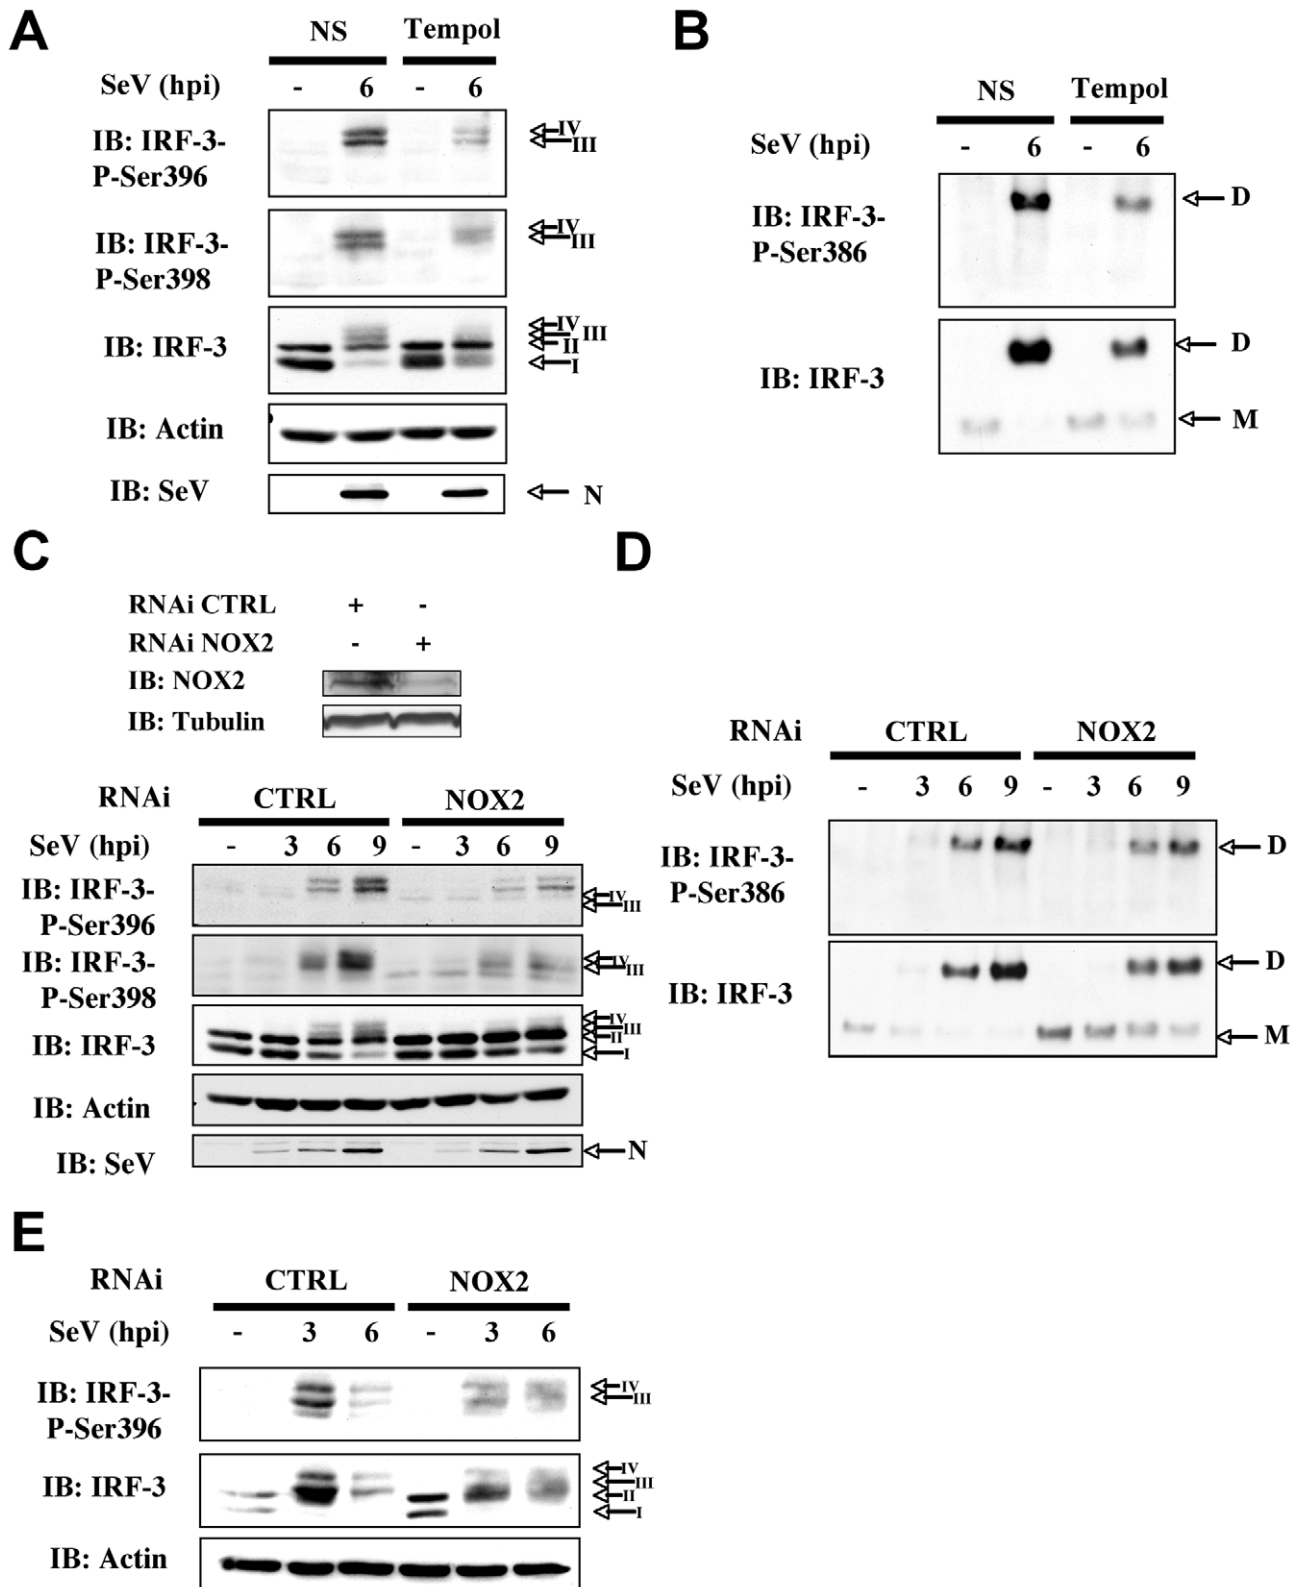 A
NS Tempol
SeV (hpi) - 6 - 6
IB: IRF-3-
P-Ser396
IV
III
IB: IRF-3-
P-Ser398
IV
III
IB: IRF-3
IV
III
II
I
IB: Actin
IB: SeV
N
B
NS Tempol
SeV (hpi) - 6 - 6
IB: IRF-3-
P-Ser386
D
IB: IRF-3
D
M
C
RNAi CTRL + -
RNAi NOX2 - +
IB: NOX2
IB: Tubulin
RNAi CTRL NOX2
SeV (hpi) - 3 6 9 - 3 6 9
IB: IRF-3-
P-Ser396
IV
III
IB: IRF-3-
P-Ser398
IV
III
IB: IRF-3
IV
III
II
I
IB: Actin
IB: SeV
N
D
RNAi CTRL NOX2
SeV (hpi) - 3 6 9 - 3 6 9
IB: IRF-3-
P-Ser386
D
IB: IRF-3
D
M
E
RNAi CTRL NOX2
SeV (hpi) - 3 6 - 3 6
IB: IRF-3-
P-Ser396
IV
III
IB: IRF-3
IV
III
II
I
IB: Actin